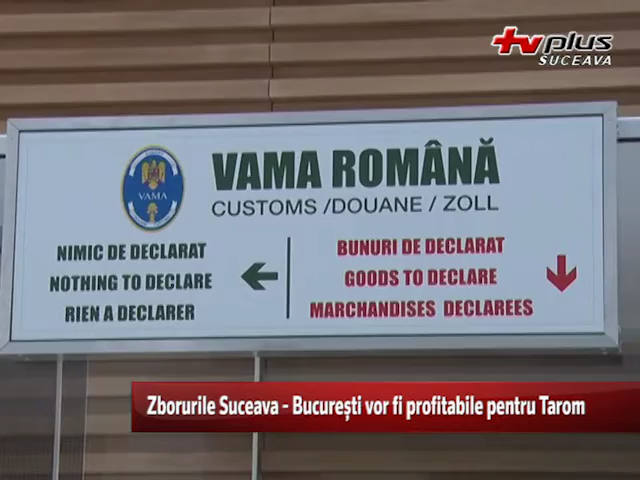 tvplus
SUCEAVA
VAMA ROMÂNĂ
CUSTOMS /DOUANE / ZOLL
VAMA
NIMIC DE DECLARAT
NOTHING TO DECLARE
RIEN A DECLARER
BUNURI DE DECLARAT
GOODS TO DECLARE
MARCHANDISES DECLAREES
Zborurile Suceava - București vor fi profitabile pentru Tarom